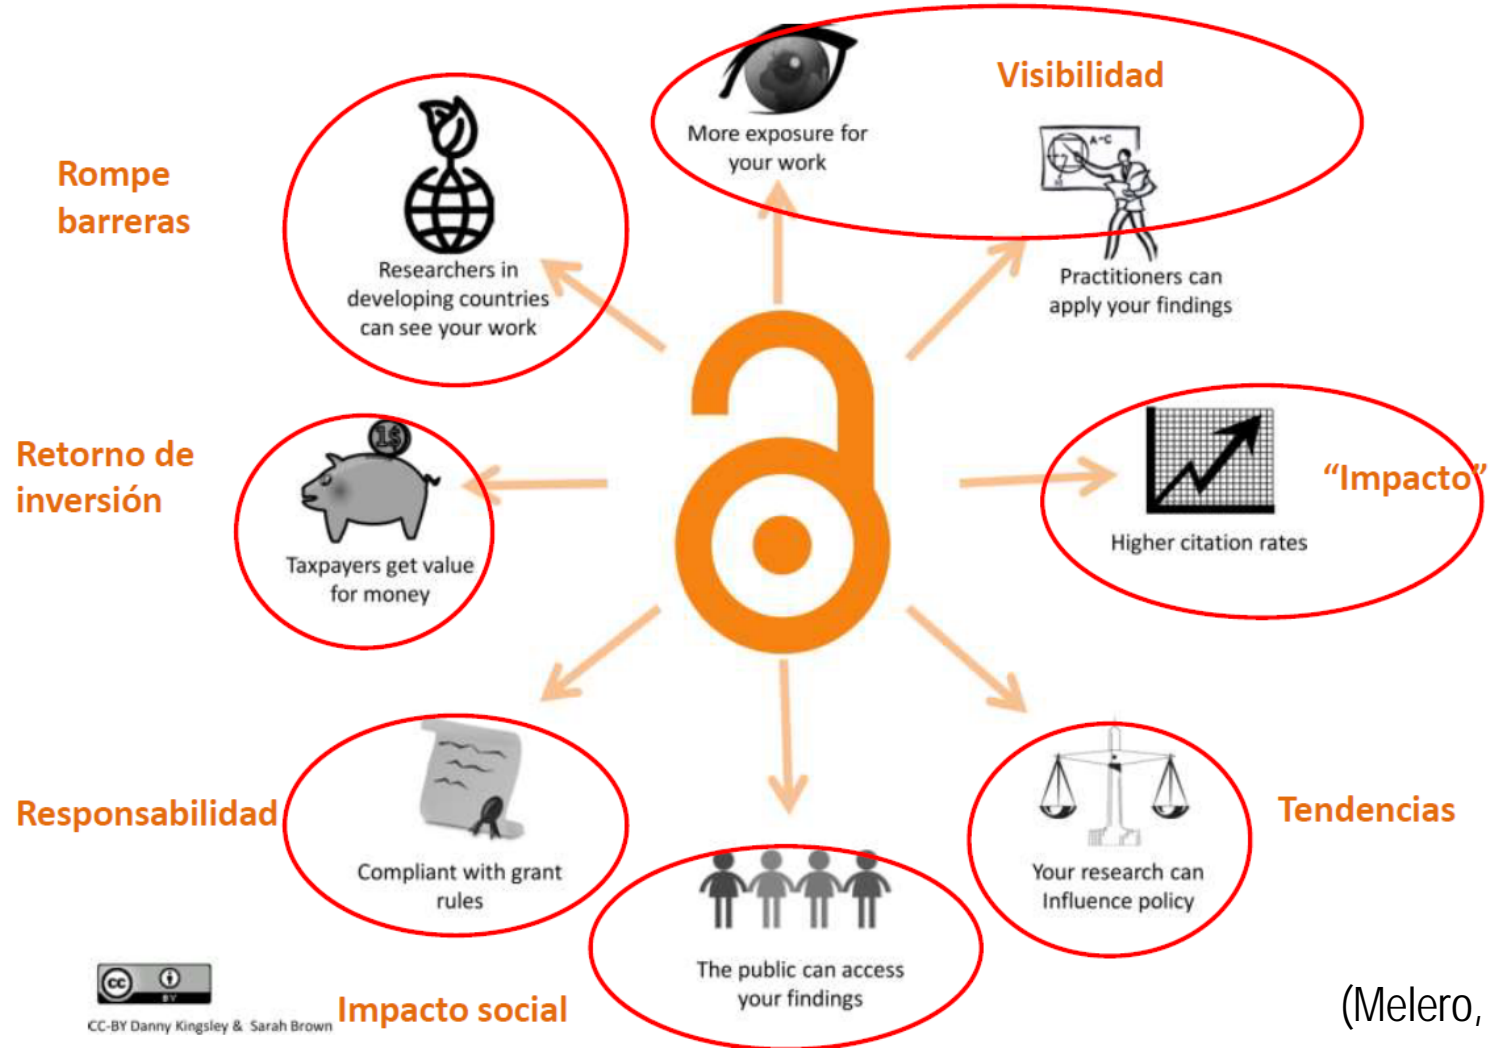 Visibilidad
More exposure for
your work
A-C
Practitioners can
apply your findings
Rompe
barreras
Researchers in
developing countries
can see your work
Retorno de
inversión
1$
Taxpayers get value
for money
“Impacto”
Higher citation rates
Responsabilidad
Compliant with grant
rules
Tendencias
Your research can
Influence policy
The public can access
your findings
Impacto social
cc
BY
CC-BY Danny Kingsley & Sarah Brown
(Melero,